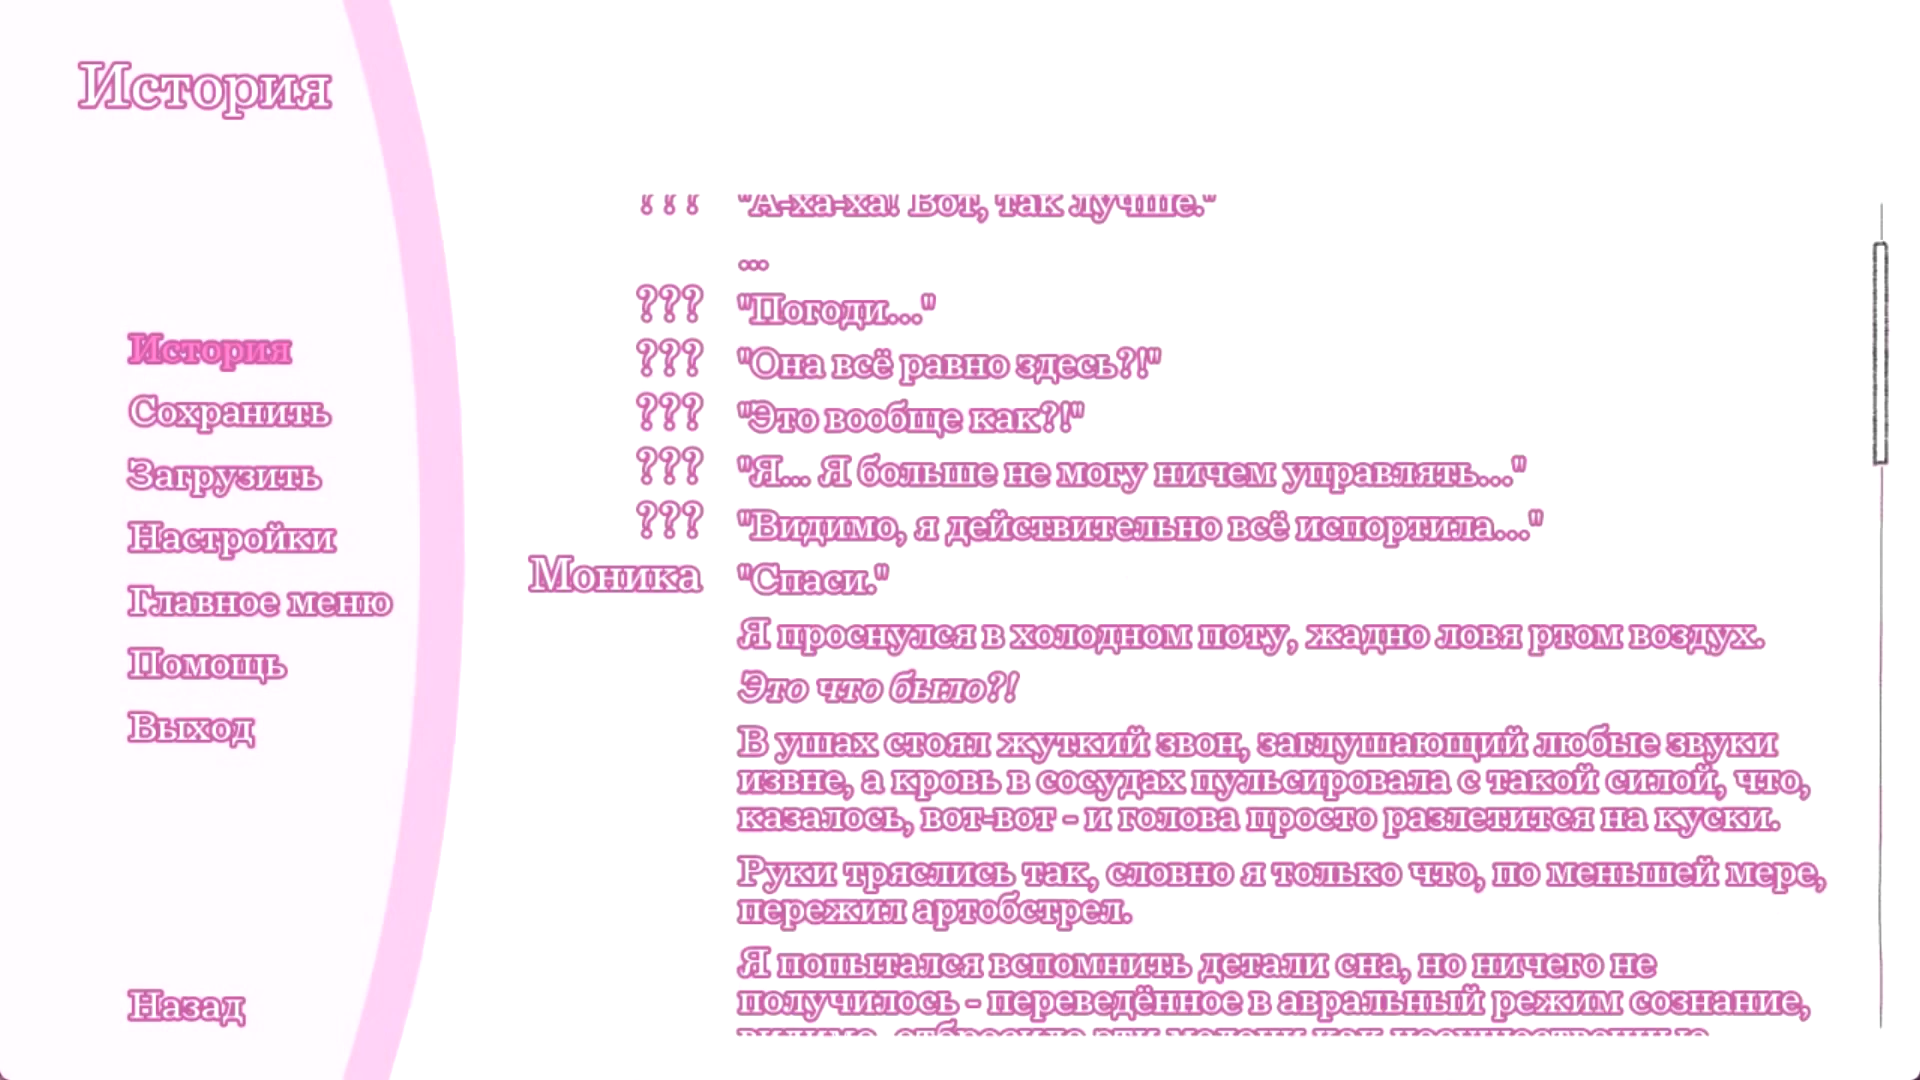 История
История
Сохранить
Загрузить
Настройки
Главное меню
Помощь
Выход
Назад
??? "А-ха-ха! Вот, так лучше."
...
??? "Погоди..."
??? "Она всё равно здесь?!"
??? "Это вообще как?!"
??? "Я... Я больше не могу ничем управлять..."
??? "Видимо, я действительно всё испортила..."
Моника "Спаси."
Я проснулся в холодном поту, жадно ловя ртом воздух.
Это что было?!
В ушах стоял жуткий звон, заглушающий любые звуки
извне, а кровь в сосудах пульсировала с такой силой, что,
казалось, вот-вот - и голова просто разлетится на куски.
Руки тряслись так, словно я только что, по меньшей мере,
пережил артобстрел.
Я попытался вспомнить детали сна, но ничего не
получилось - переведённое в авральный режим сознание,